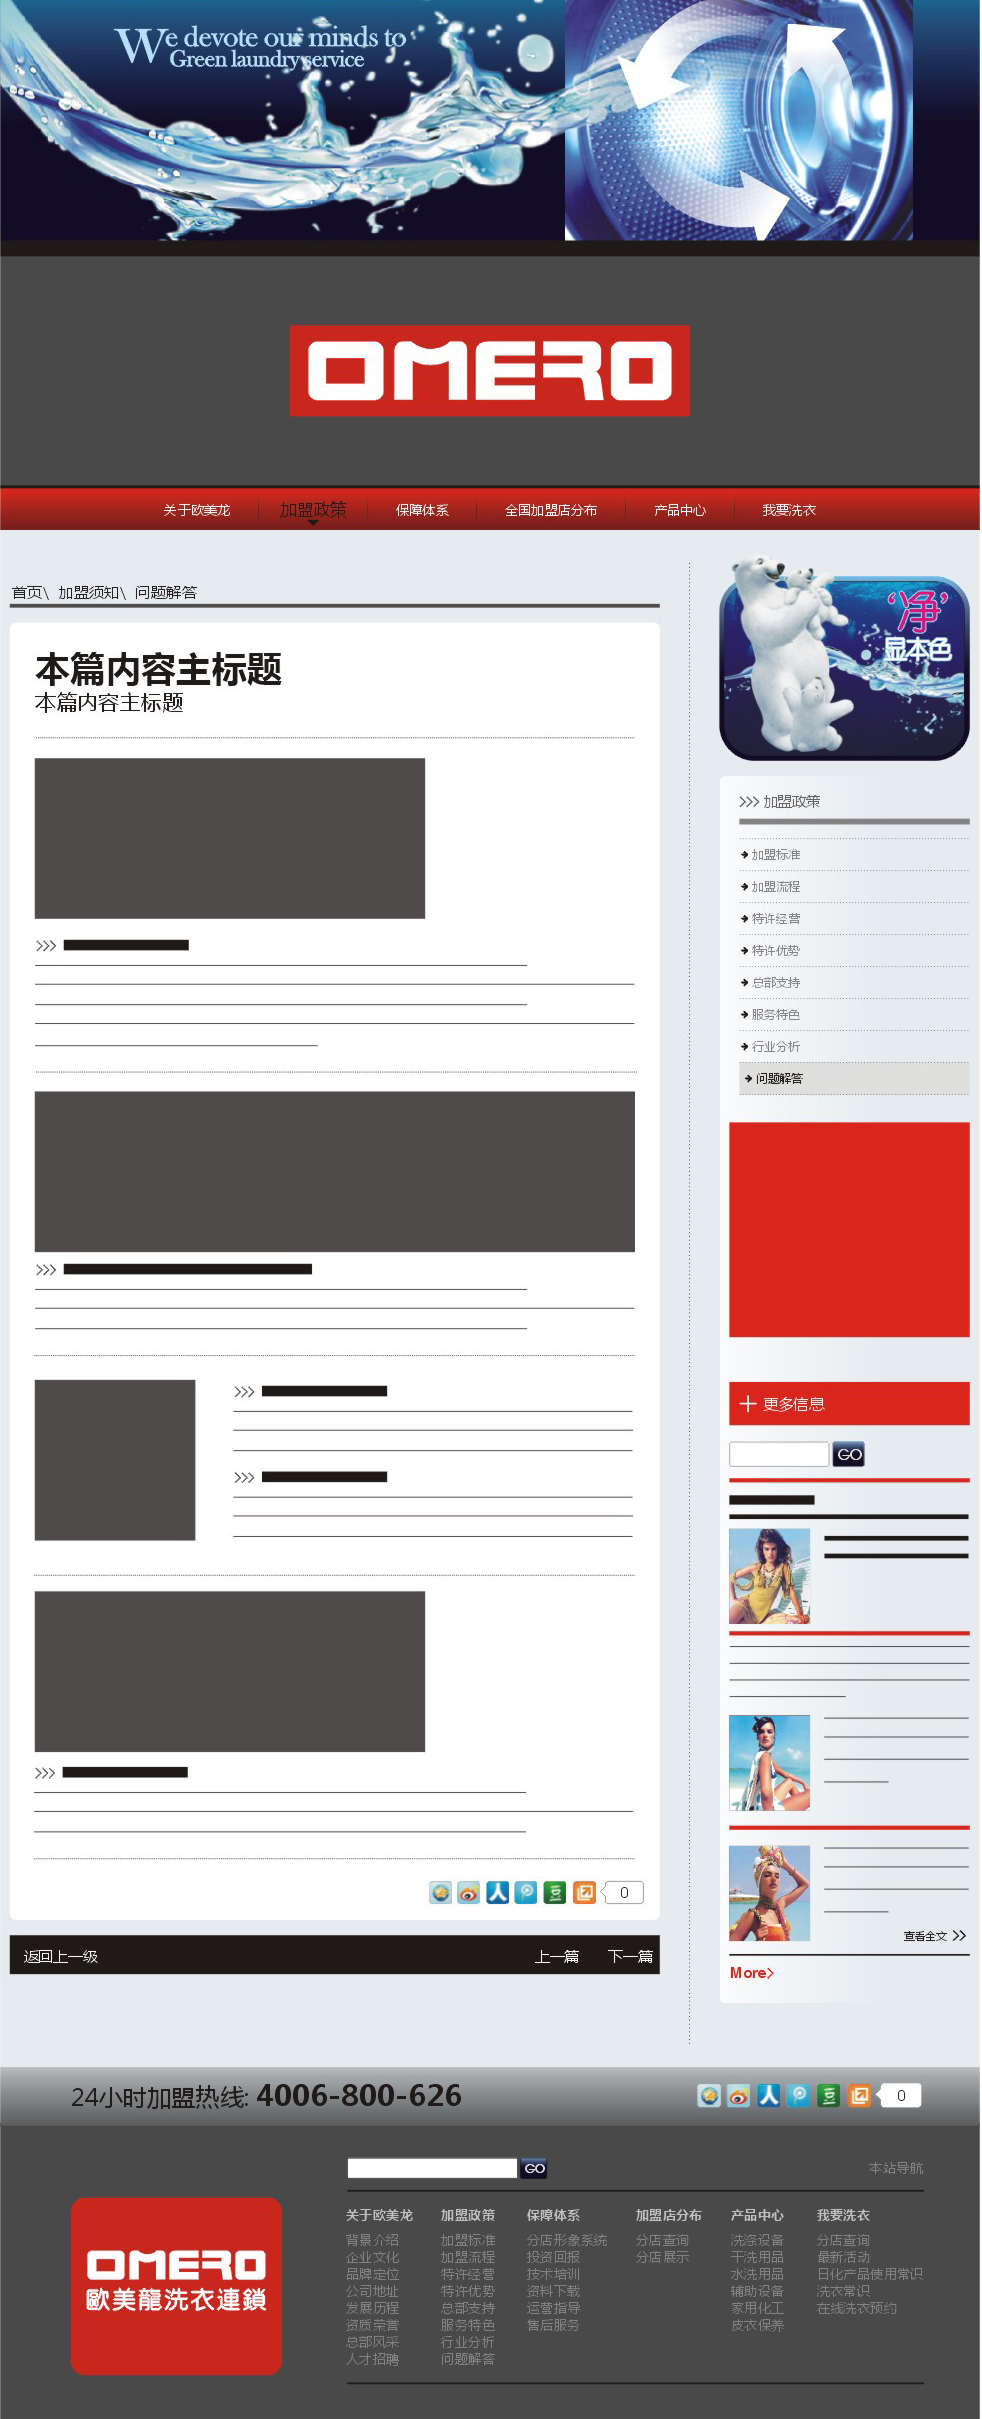 We devote our minds to
Green laundry service
OMERO
关于欧美龙
加盟政策
保障体系
全国加盟店分布
产品中心
我要洗衣
首页\ 加盟须知\ 问题解答
本篇内容主标题
本篇内容主标题
‘净’
显本色
>>> 加盟政策
加盟标准
加盟流程
特许经营
特许优势
总部支持
服务特色
行业分析
问题解答
+ 更多信息
GO
查看全文 >>
More>
0
返回上一级
上一篇
下一篇
24小时加盟热线: 4006-800-626
0
GO
本站导航
OMERO
歐美龍洗衣連鎖
关于欧美龙
背景介绍
企业文化
品牌定位
公司地址
发展历程
资质荣誉
总部风采
人才招聘
加盟政策
加盟标准
加盟流程
特许经营
特许优势
总部支持
服务特色
行业分析
问题解答
保障体系
分店形象系统
投资回报
技术培训
资料下载
运营指导
售后服务
加盟店分布
分店查询
分店展示
产品中心
洗涤设备
干洗用品
水洗用品
辅助设备
家用化工
皮衣保养
我要洗衣
分店查询
最新活动
日化产品使用常识
洗衣常识
在线洗衣预约